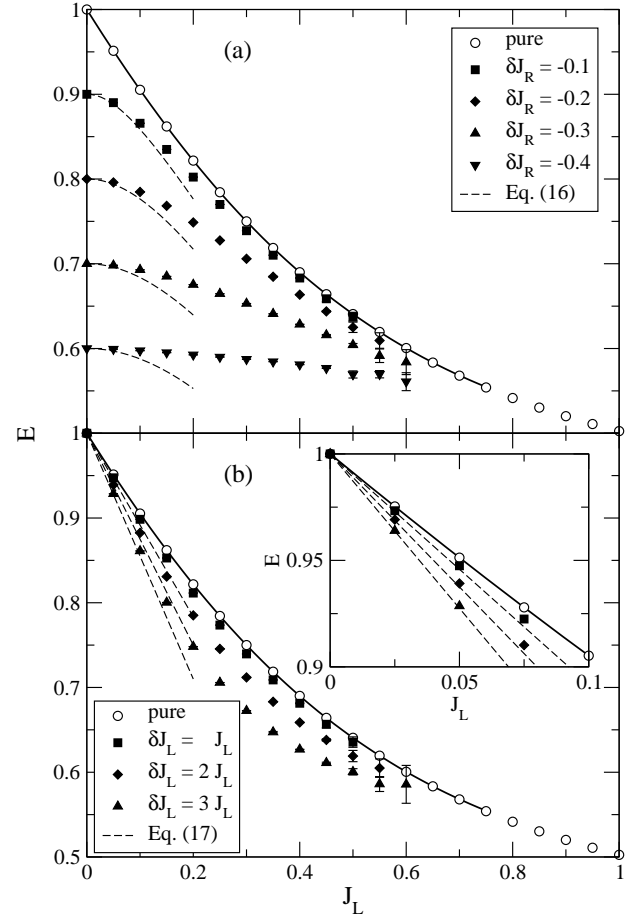 1
(a)
pure
δJ_R = -0.1
δJ_R = -0.2
δJ_R = -0.3
δJ_R = -0.4
Eq. (16)
0.9
0.8
0.7
0.6
E
1
(b)
0.95
E
0.9
0 0.05 0.1
J_L
0.9
0.8
0.7
0.6
0.5
pure
δJ_L = J_L
δJ_L = 2 J_L
δJ_L = 3 J_L
Eq. (17)
0 0.2 0.4 0.6 0.8 1
J_L